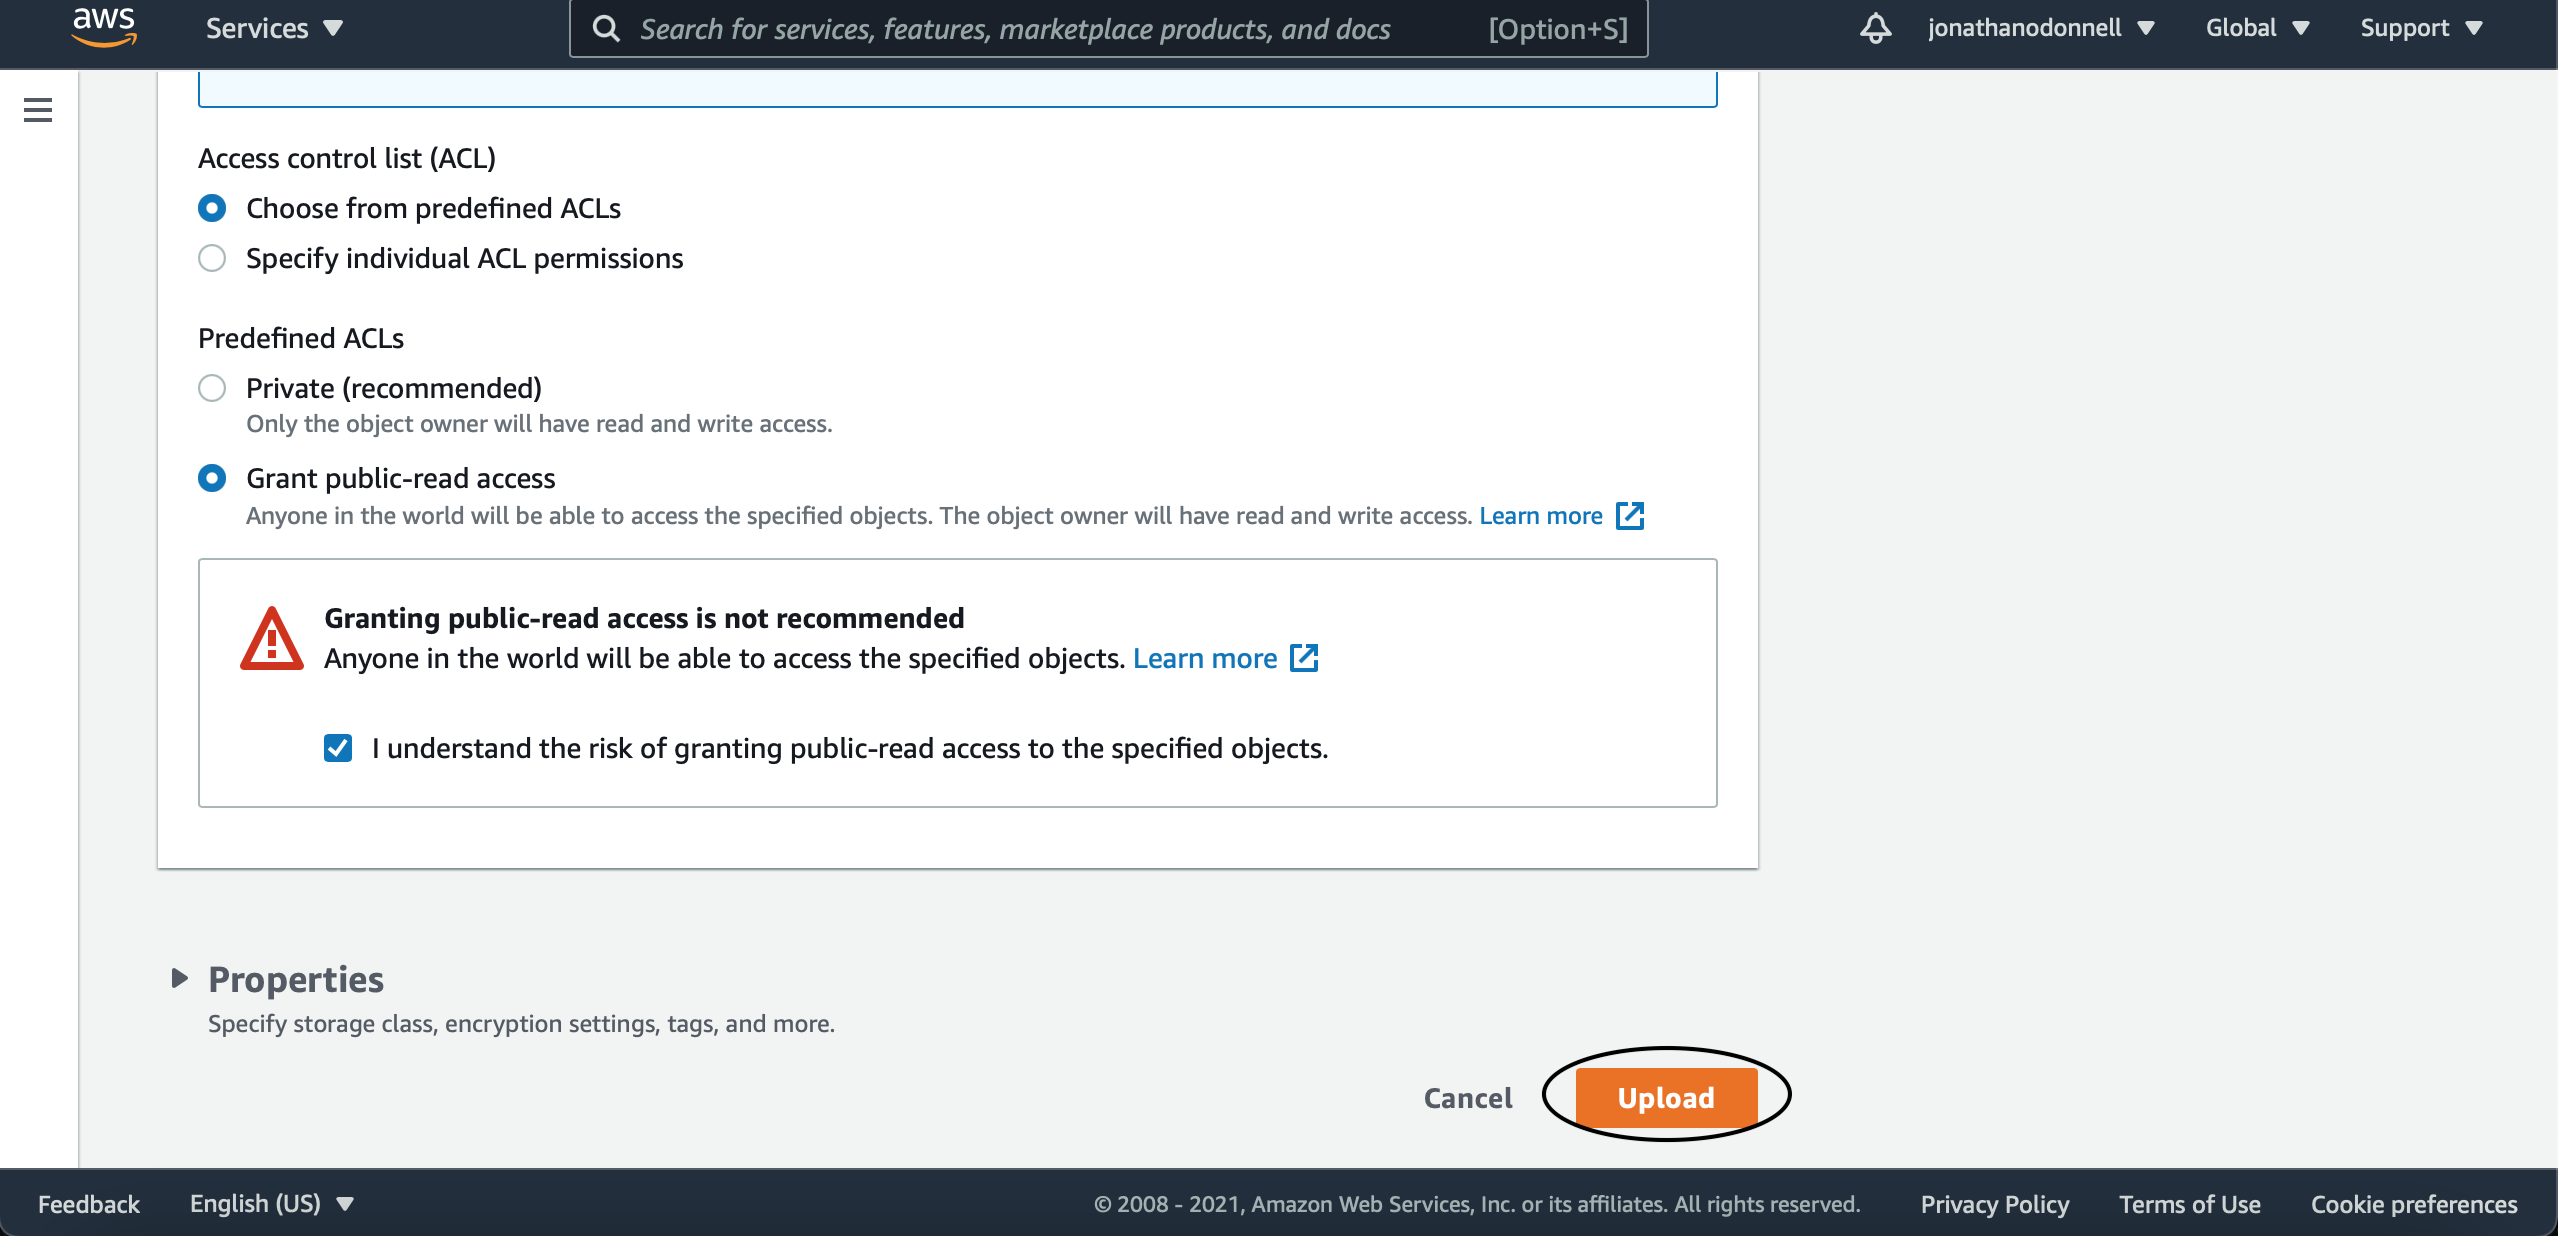 aws
Services
Search for services, features, marketplace products, and docs
[Option+S]
jonathanodonnell
Global
Support
Access control list (ACL)
Choose from predefined ACLs
Specify individual ACL permissions
Predefined ACLs
Private (recommended)
Only the object owner will have read and write access.
Grant public-read access
Anyone in the world will be able to access the specified objects. The object owner will have read and write access. Learn more
Granting public-read access is not recommended
Anyone in the world will be able to access the specified objects. Learn more
I understand the risk of granting public-read access to the specified objects.
Properties
Specify storage class, encryption settings, tags, and more.
Cancel
Upload
Feedback
English (US)
© 2008 - 2021, Amazon Web Services, Inc. or its affiliates. All rights reserved.
Privacy Policy
Terms of Use
Cookie preferences